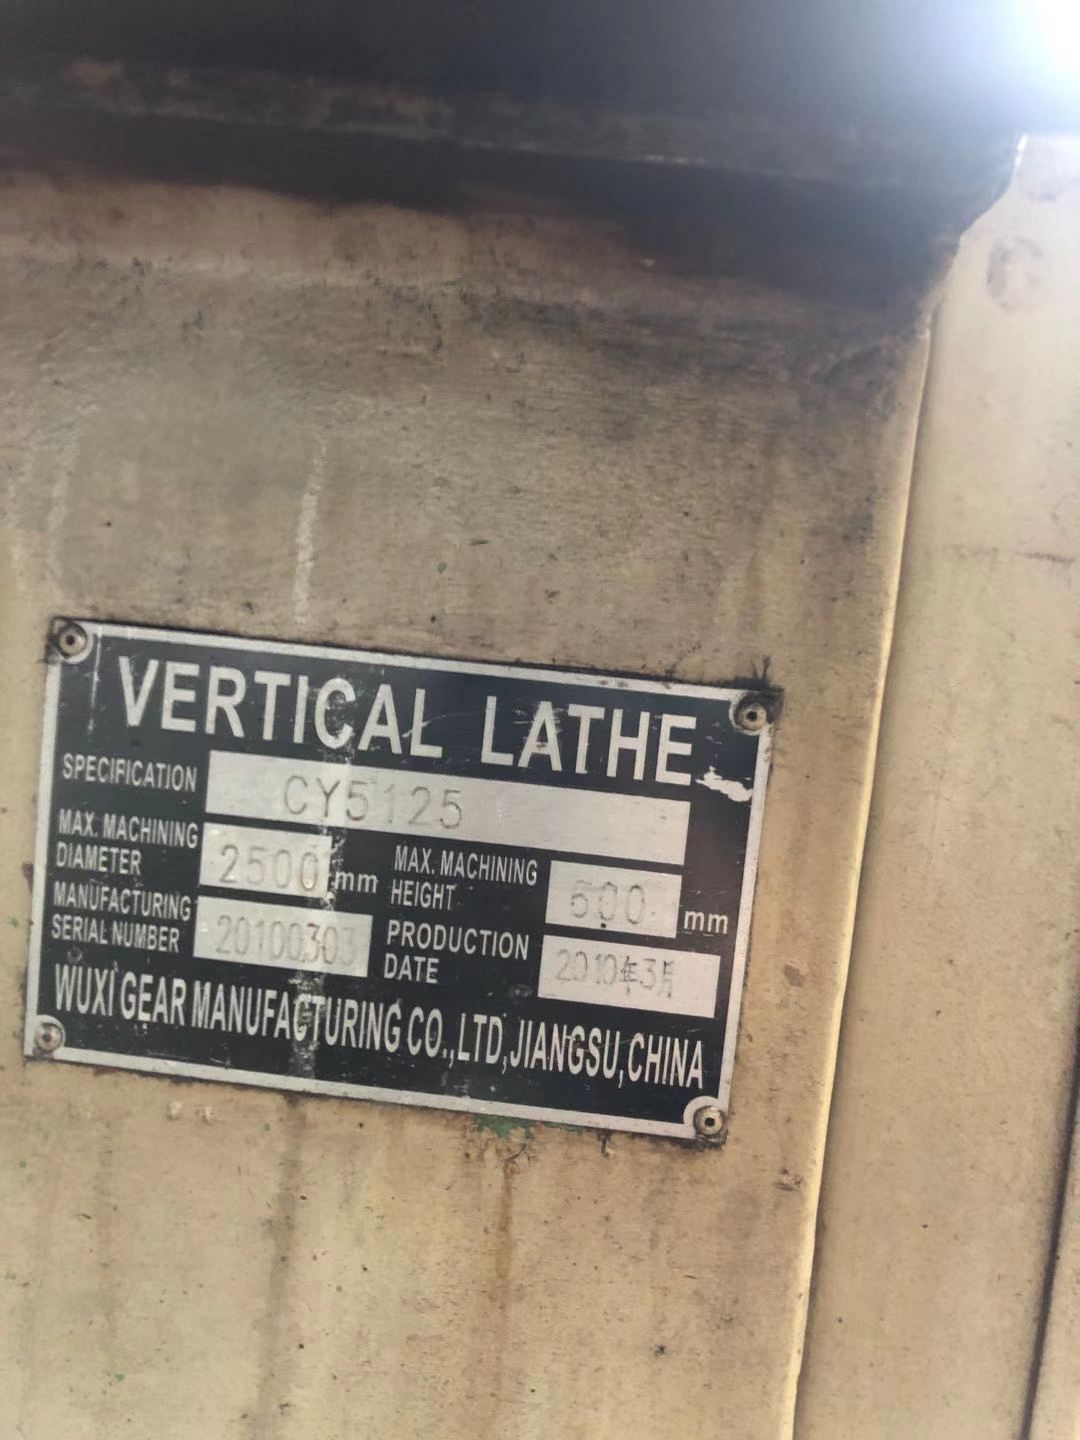 VERTICAL LATHE
SPECIFICATION CY5125
MAX. MACHINING DIAMETER 2500 mm MAX. MACHINING HEIGHT 600 mm
MANUFACTURING SERIAL NUMBER 20100303 PRODUCTION DATE 2010年3月
WUXI GEAR MANUFACTURING CO.,LTD,JIANGSU,CHINA